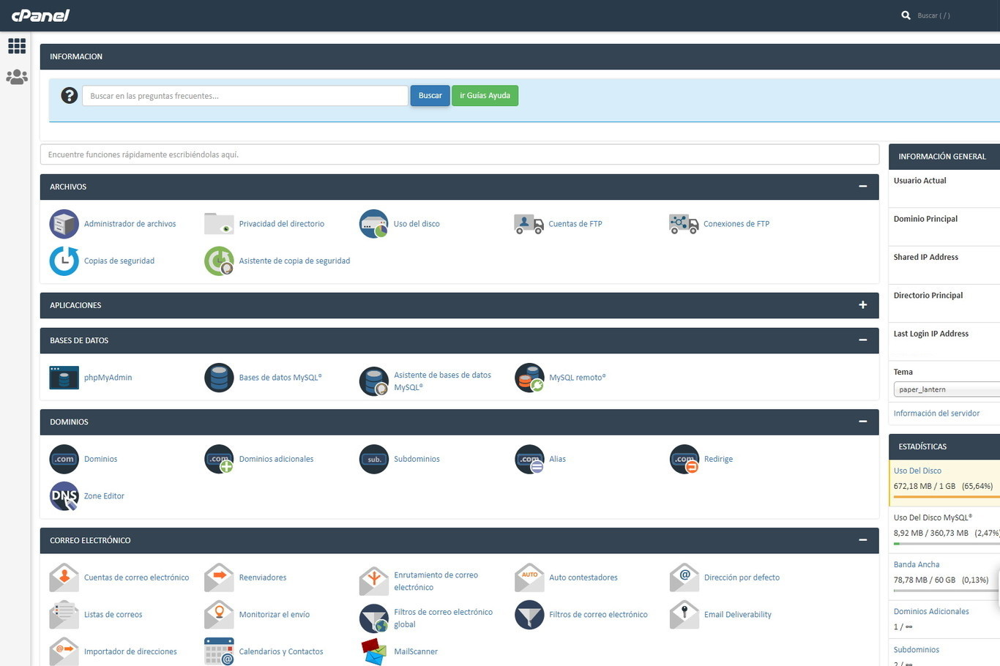 cPanel
Buscar ( / )
INFORMACION
Buscar en las preguntas frecuentes...
Buscar
ir Guías Ayuda
Encuentre funciones rápidamente escribiéndolas aquí.
ARCHIVOS
Administrador de archivos
Privacidad del directorio
Uso del disco
Cuentas de FTP
Conexiones de FTP
Copias de seguridad
Asistente de copia de seguridad
APLICACIONES
BASES DE DATOS
phpMyAdmin
Bases de datos MySQL®
Asistente de bases de datos
MySQL®
MySQL remoto®
DOMINIOS
.com
Dominios
.com
Dominios adicionales
sub.
Subdominios
.com
Alias
.com
Redirige
DNS
Zone Editor
CORREO ELECTRÓNICO
Cuentas de correo electrónico
Reenviadores
Enrutamiento de correo
electrónico
AUTO
Auto contestadores
@
Dirección por defecto
Listas de correos
Monitorizar el envío
Filtros de correo electrónico
global
Filtros de correo electrónico
Email Deliverability
@
Importador de direcciones
@
Calendarios y Contactos
MailScanner
INFORMACIÓN GENERAL
Usuario Actual
Dominio Principal
Shared IP Address
Directorio Principal
Last Login IP Address
Tema
paper_lantern
Información del servidor
ESTADÍSTICAS
Uso Del Disco
672,18 MB / 1 GB (65,64%)
Uso Del Disco MySQL®
8,92 MB / 360,73 MB (2,47%)
Banda Ancha
78,78 MB / 60 GB (0,13%)
Dominios Adicionales
1 / ∞
Subdominios
2 / ∞